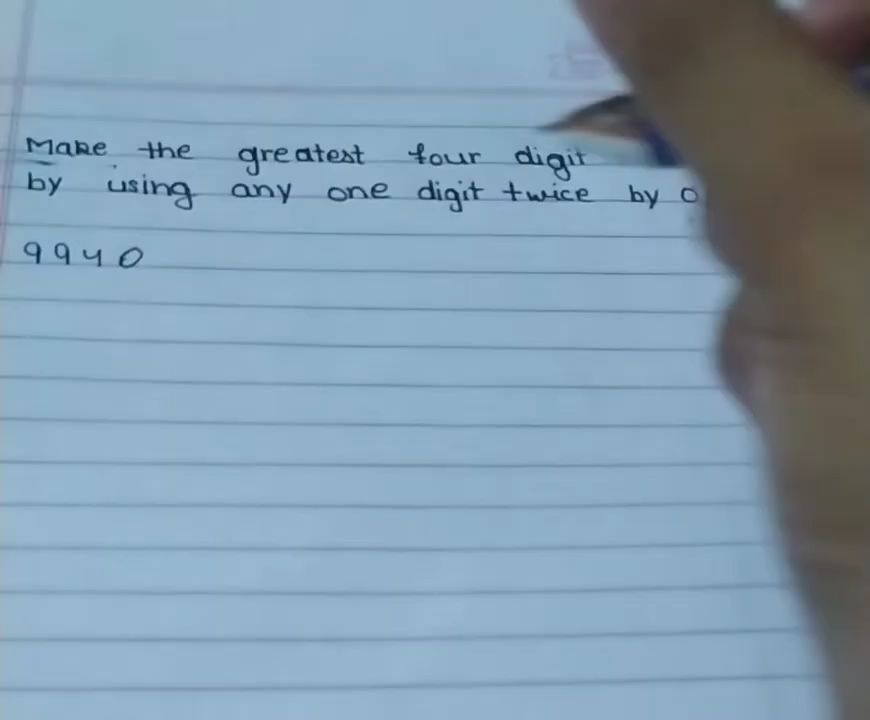 Make the greatest four digit
by using any one digit twice by
9940